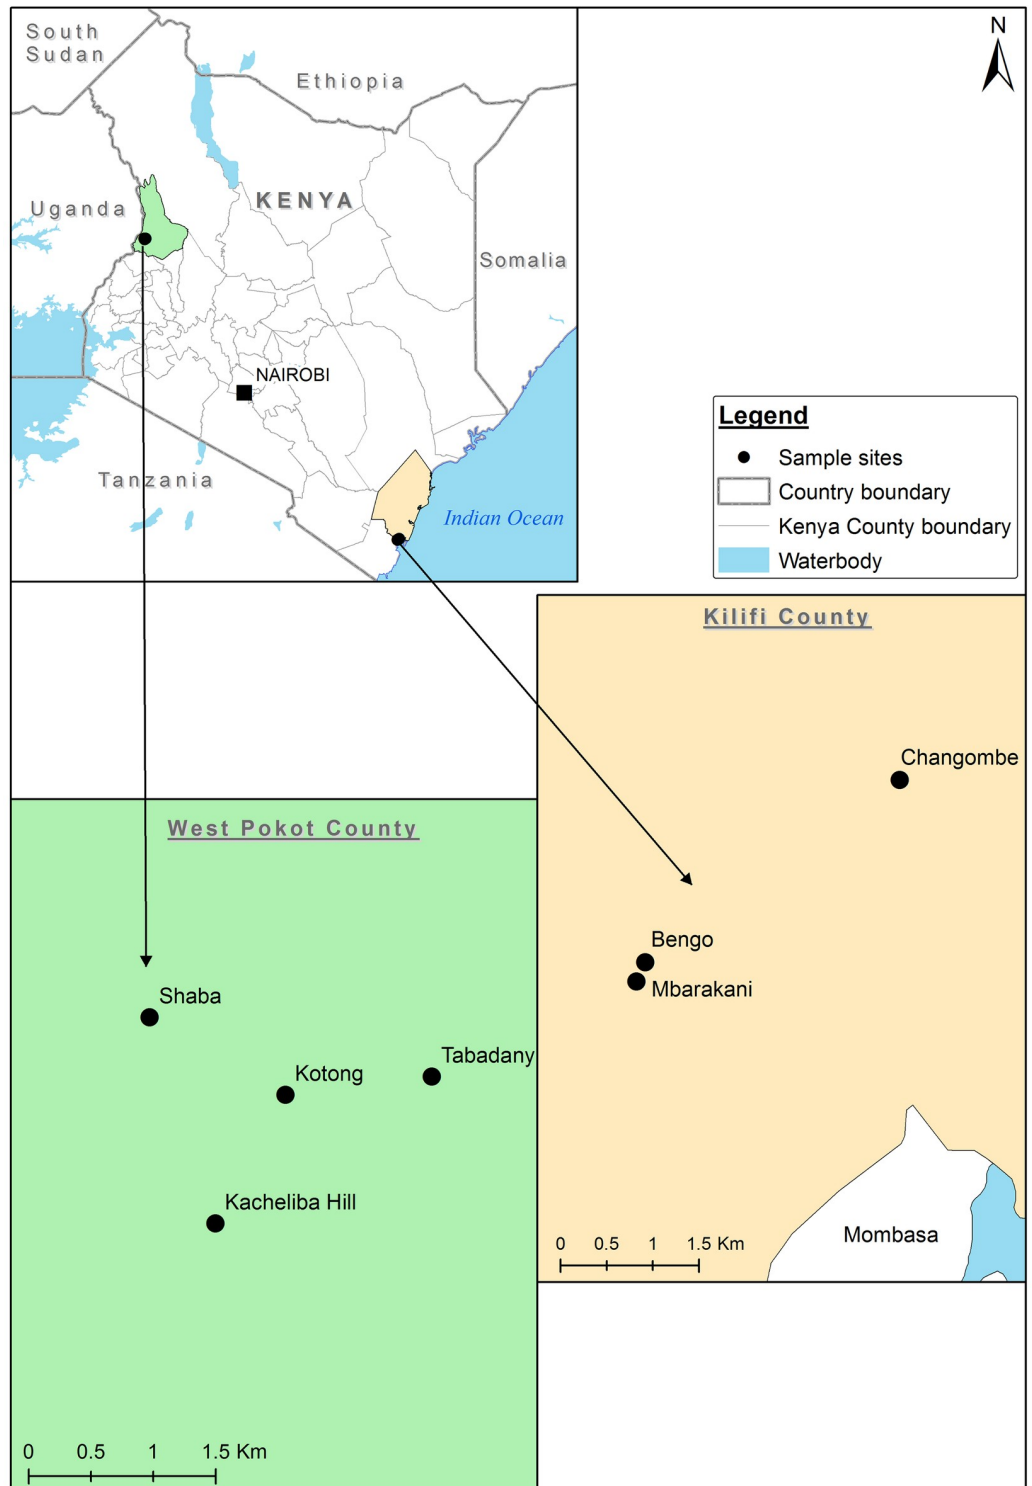 South
Sudan
Ethiopia
N
Uganda
KENYA
Somalia
NAIROBI
Tanzania
Indian Ocean
Legend
Sample sites
Country boundary
Kenya County boundary
Waterbody
Kilifi County
Changombe
Bengo
Mbarakani
Mombasa
0 0.5 1 1.5 Km
West Pokot County
Shaba
Kotong
Tabadany
Kacheliba Hill
0 0.5 1 1.5 Km